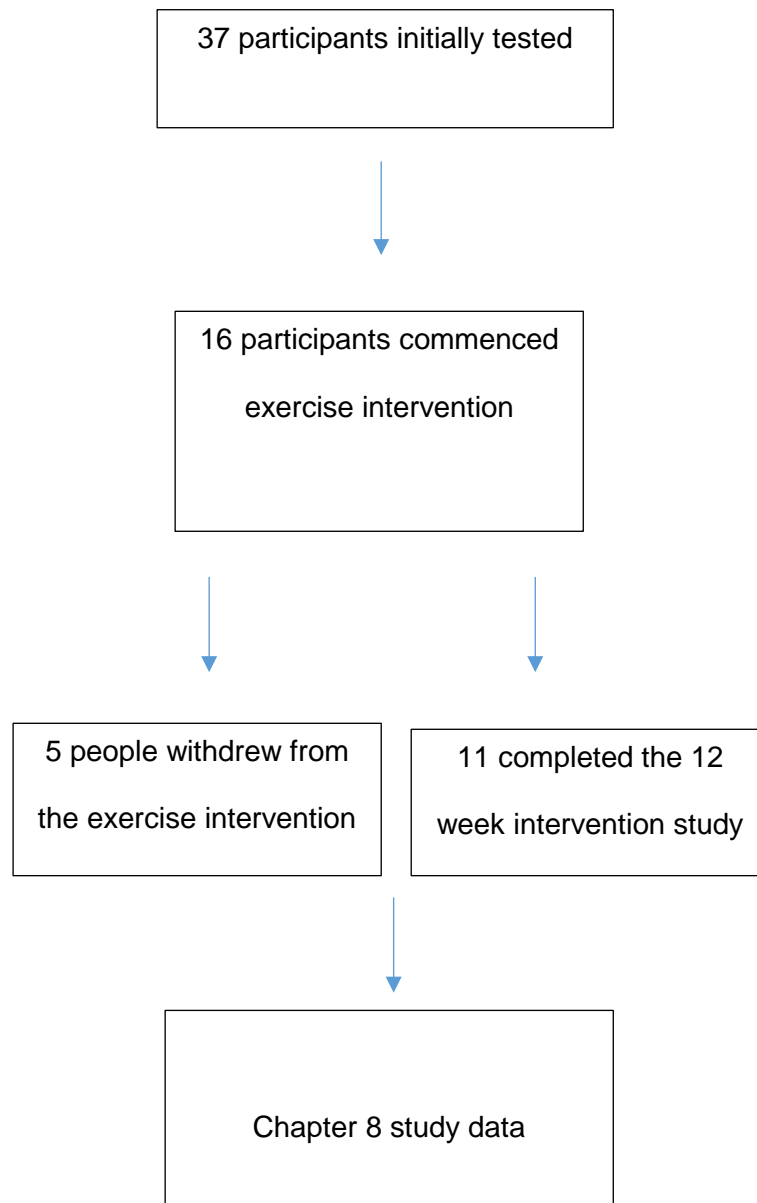 37 participants initially tested
16 participants commenced
exercise intervention
5 people withdrew from
the exercise intervention
11 completed the 12
week intervention study
Chapter 8 study data